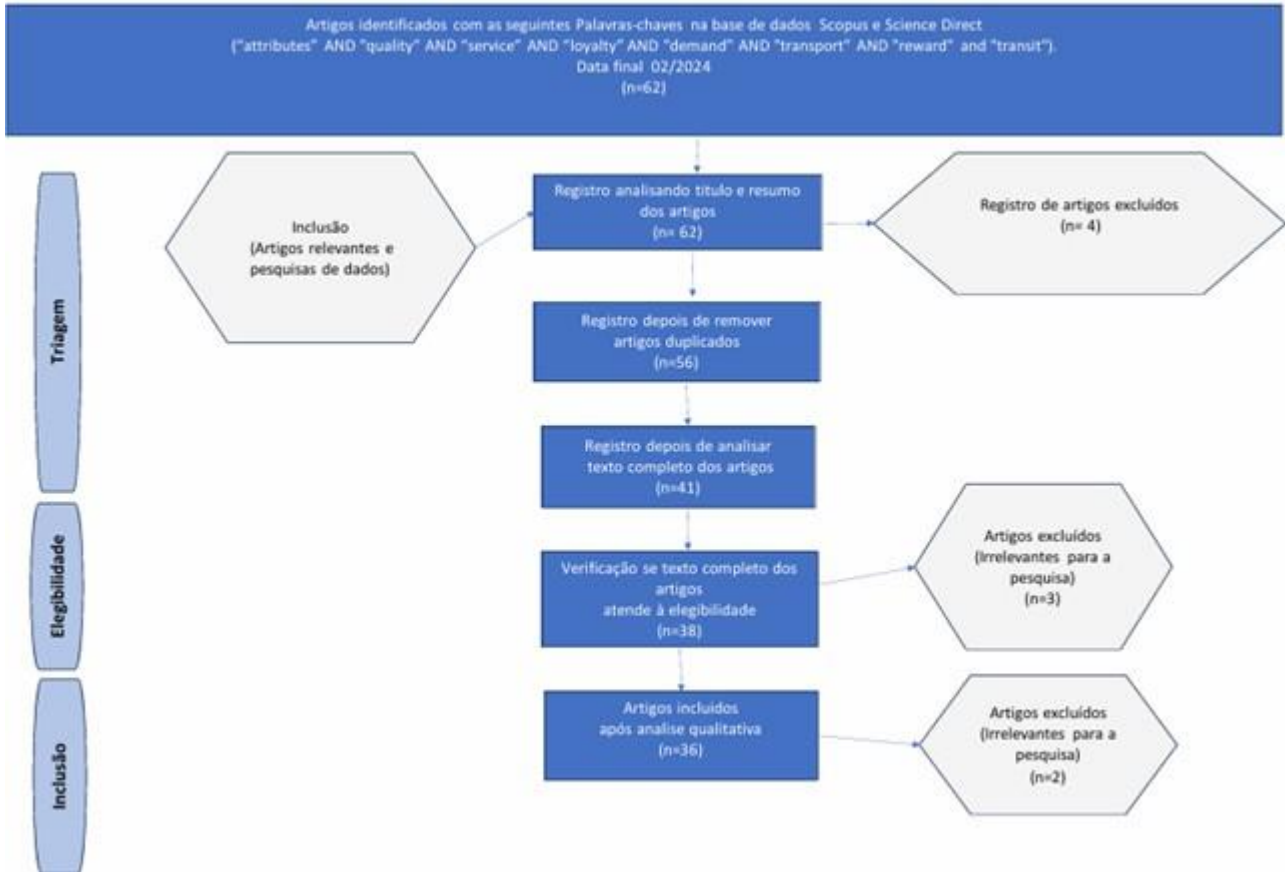 Artigos identificados com as seguintes Palavras-chaves na base de dados Scopus e Science Direct
("attributes" AND "quality" AND "service" AND "loyalty" AND "demand" AND "transport" AND "reward" and "transit").
Data final 02/2024
(n=62)
Triagem
Inclusão
(Artigos relevantes e
pesquisas de dados)
Registro analisando título e resumo
dos artigos
(n= 62)
Registro de artigos excluídos
(n= 4)
Registro depois de remover
artigos duplicados
(n=56)
Registro depois de analisar
texto completo dos artigos
(n=41)
Elegibilidade
Verificação se texto completo dos
artigos
atende à elegibilidade
(n=38)
Artigos excluídos
(Irrelevantes para a
pesquisa)
(n=3)
Inclusão
Artigos incluidos
após analise qualitativa
(n=36)
Artigos excluídos
(Irrelevantes para a
pesquisa)
(n=2)